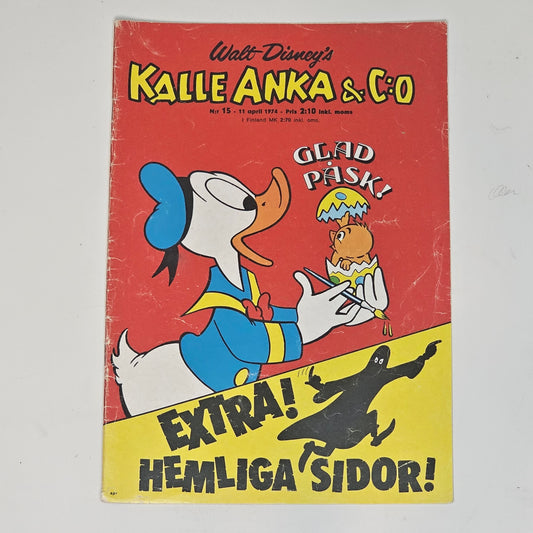 Walt Disney's
KALLE ANKA & C:O
N:r 15 - 11 april 1974 - Pris 2:10 inkl. moms
I Finland MK 2:70 inkl. oms.
GLAD
PÅSK!
EXTRA!
HEMLIGA SIDOR!